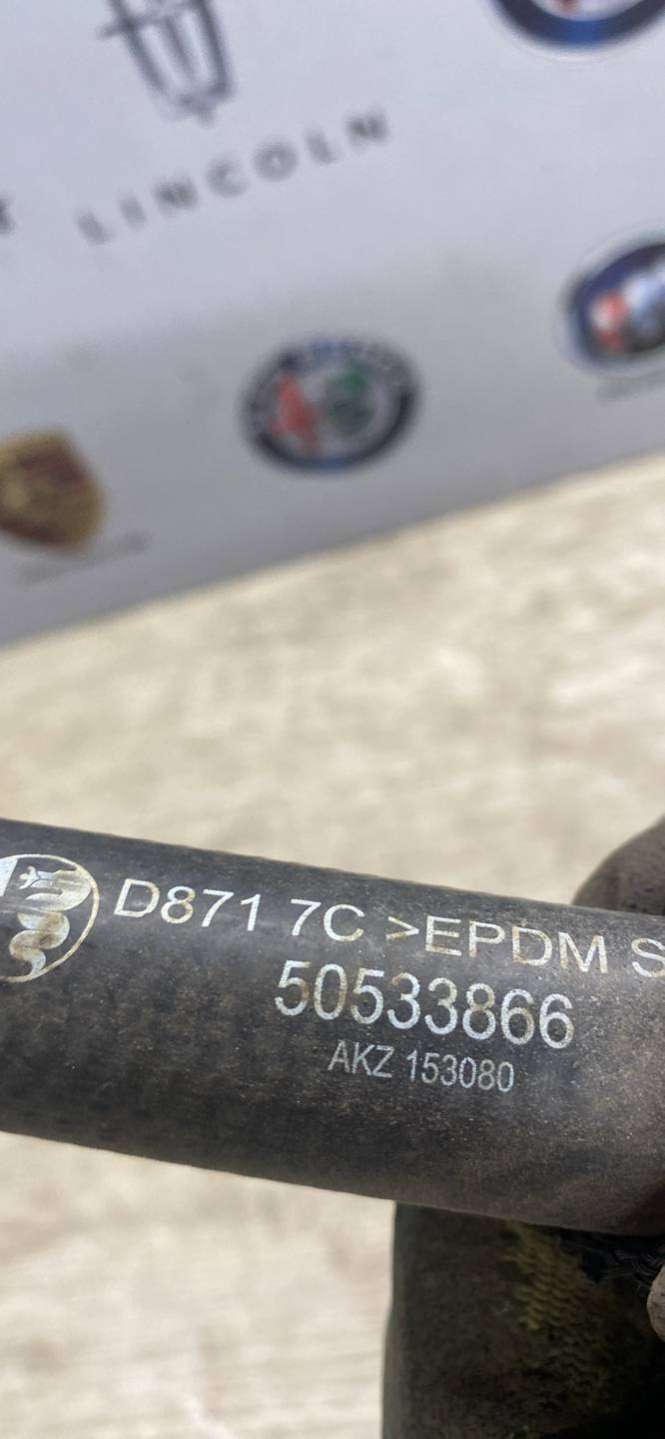 LINCOLN
D871 7C >EPDM S
50533866
AKZ 153080